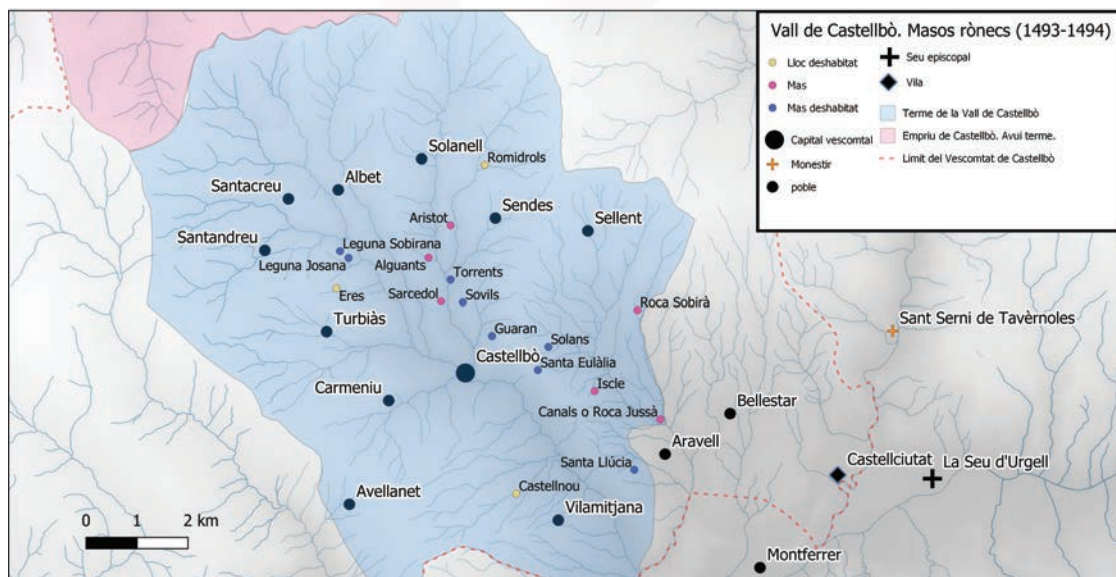 Vall de Castellbò. Masos rònecs (1493-1494)
Lloc deshabitat
Mas
Mas deshabitat
Capital vescomtal
Monestir
poble
Seu episcopal
Vila
Terme de la Vall de Castellbò
Empriu de Castellbò. Avui terme.
Límit del Vescomtat de Castellbò
Solanell
Romidrols
Albet
Santacreu
Sendes
Aristot
Sellent
Santandreu
Leguna Sobirana
Leguna Josana
Alguants
Torrents
Eres
Sarcedol
Sovils
Roca Sobirà
Turbiàs
Guaran
Solans
Sant Serni de Tavèrnoles
Castellbò
Santa Eulàlia
Carmeniu
Iscle
Canals o Roca Jussà
Bellestar
Aravell
Santa Llúcia
Castellciutat
La Seu d'Urgell
Avellanet
Castellnou
Vilamitjana
0 1 2 km
Montferrer